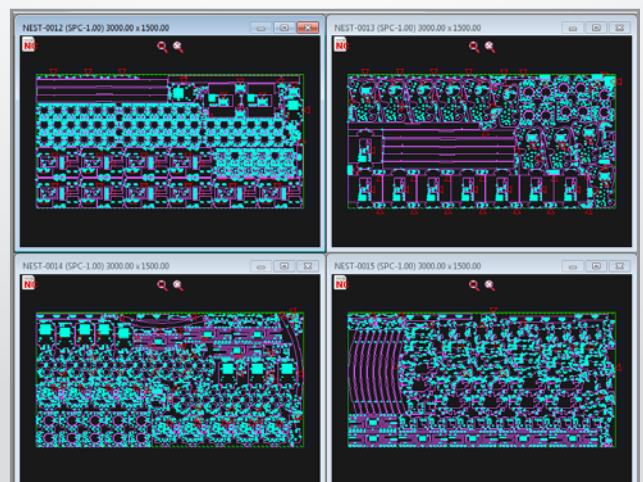 NEST-0012 (SPC-1.00) 3000.00 x 1500.00
NEST-0013 (SPC-1.00) 3000.00 x 1500.00
NEST-0014 (SPC-1.00) 3000.00 x 1500.00
NEST-0015 (SPC-1.00) 3000.00 x 1500.00